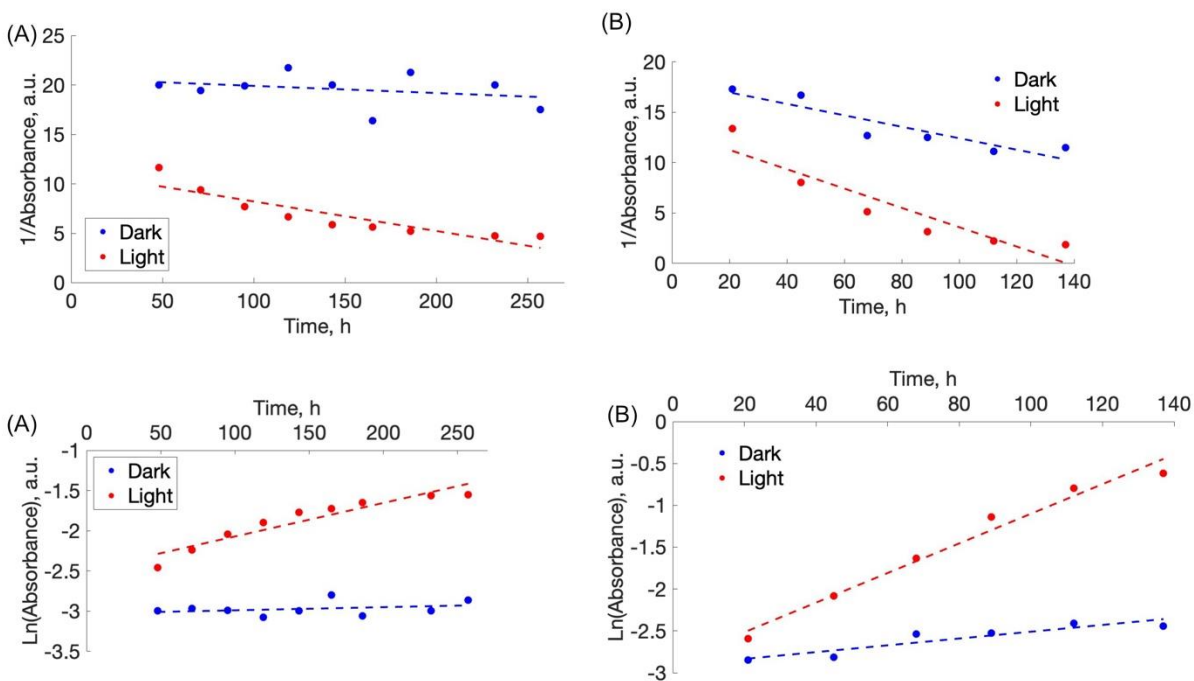 (A)
25
20
15
10
5
0
1/Absorbance, a.u.
Dark
Light
0 50 100 150 200 250
Time, h
(B)
20
15
10
5
0
1/Absorbance, a.u.
Dark
Light
0 20 40 60 80 100 120 140
Time, h
(A)
Time, h
0 50 100 150 200 250
-1
-1.5
-2
-2.5
-3
-3.5
Ln(Absorbance), a.u.
Dark
Light
(B)
Time, h
0 20 40 60 80 100 120 140
0
-0.5
-1
-1.5
-2
-2.5
-3
Ln(Absorbance), a.u.
Dark
Light